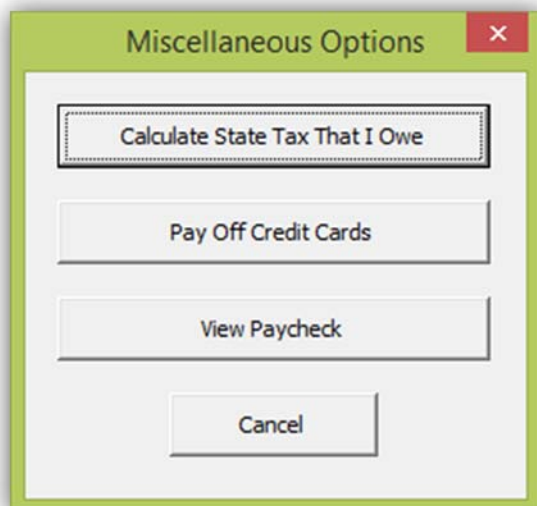 Miscellaneous Options
Calculate State Tax That I Owe
Pay Off Credit Cards
View Paycheck
Cancel